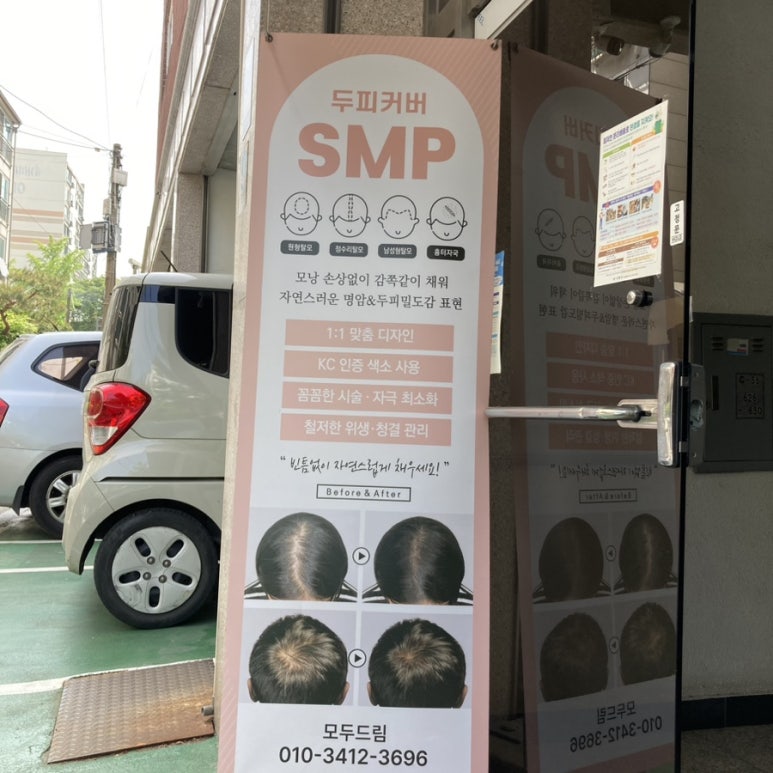 두피커버
SMP
원형탈모
정수리탈모
남성원탈모
흉터자국
모낭 손상없이 감쪽같이 채워
자연스러운 명암&두피밀도감 표현
1:1 맞춤 디자인
KC 인증 색소 사용
꼼꼼한 시술·자극 최소화
철저한 위생·청결 관리
"빈틈없이 자연스럽게 채우세요!"
Before & After
모두드림
010-3412-3696
고정문